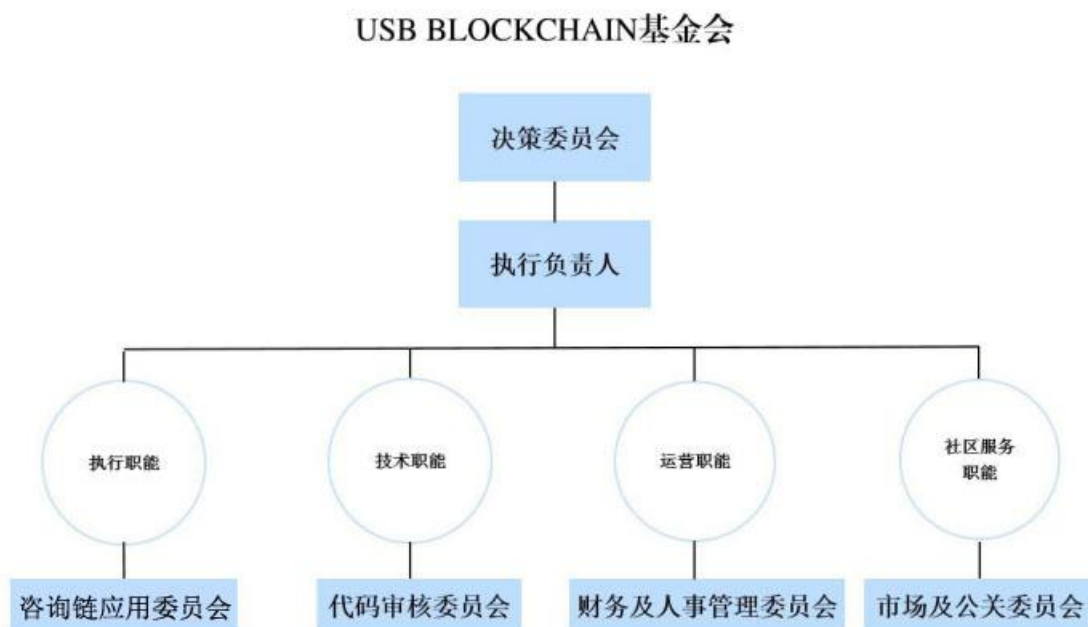 USB BLOCKCHAIN基金会
决策委员会
执行负责人
执行职能
技术职能
运营职能
社区服务
职能
咨询链应用委员会
代码审核委员会
财务及人事管理委员会
市场及公关委员会